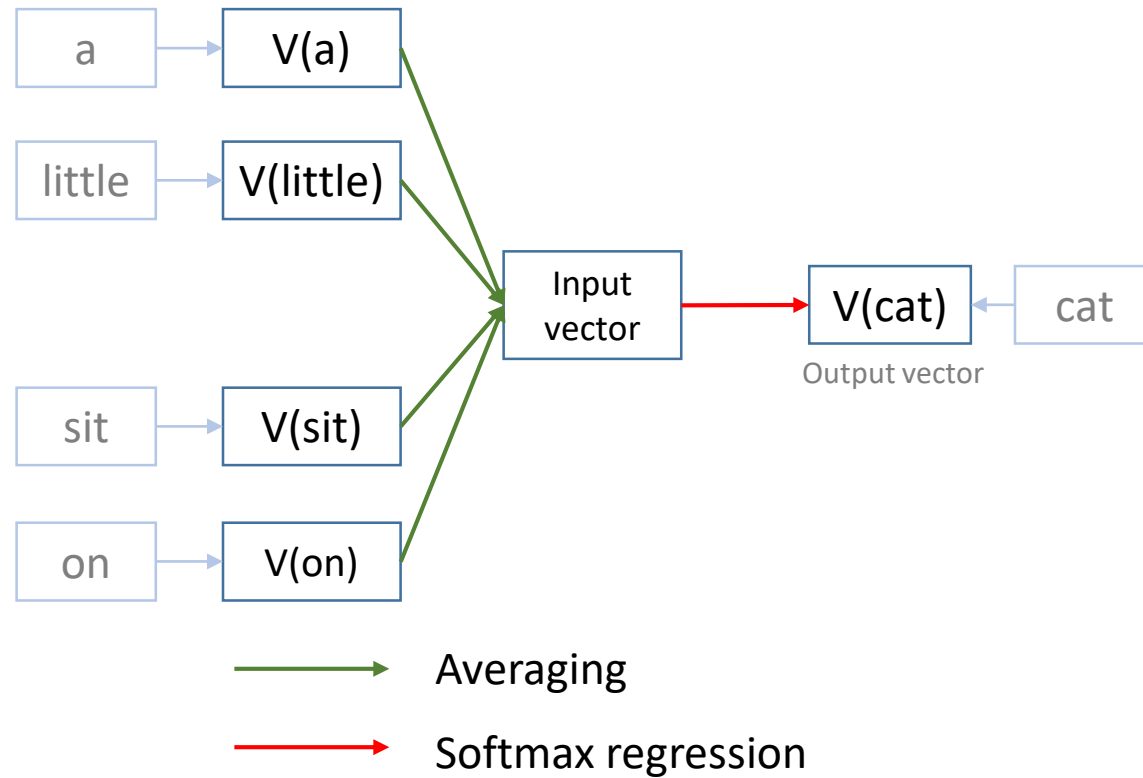 a
V(a)
little
V(little)
Input
vector
V(cat)
cat
Output vector
sit
V(sit)
on
V(on)
Averaging
Softmax regression